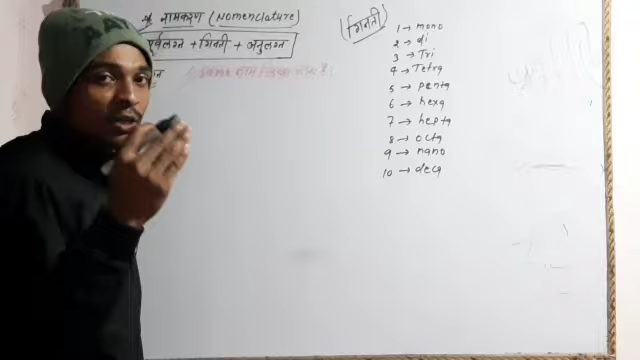 नामकरण (Nomenclature)
पूर्वलग्न + गिनती + अनुलग्न
same नाम लिखा जाता है।
(गिनती)
1 → mono
2 → di
3 → Tri
4 → Tetra
5 → penta
6 → hexa
7 → hepta
8 → octa
9 → nano
10 → deca